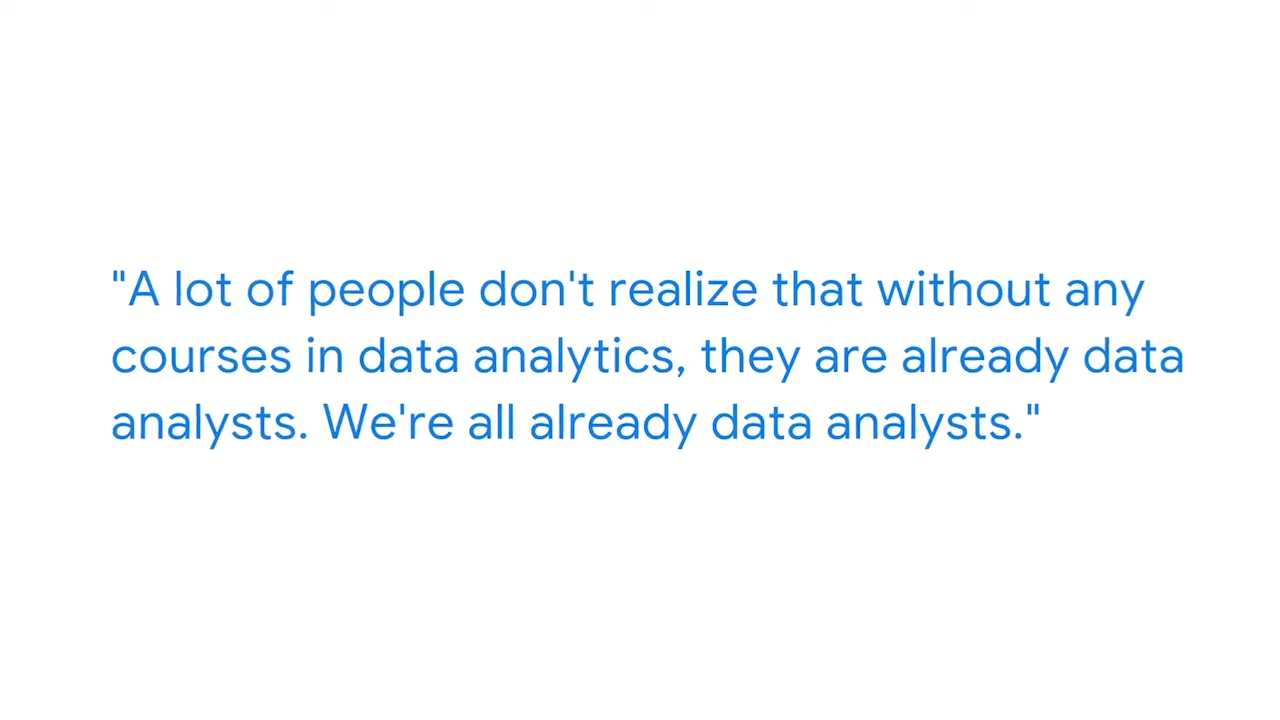 "A lot of people don't realize that without any
courses in data analytics, they are already data
analysts. We're all already data analysts."